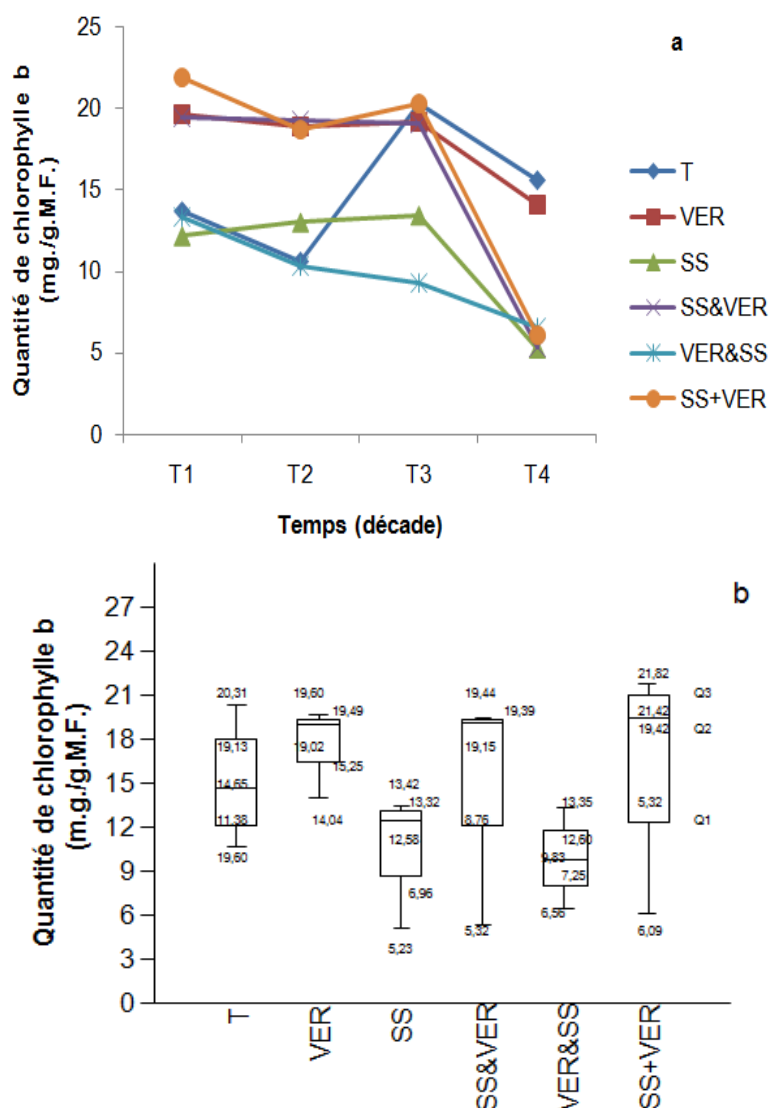 a
Quantité de chlorophylle b
(mg./g.M.F.)
25
20
15
10
5
0
T1 T2 T3 T4
Temps (décade)
T
VER
SS
SS&VER
VER&SS
SS+VER
b
Quantité de chlorophylle b
(m.g./g.M.F.)
27
24
21
18
15
12
9
6
3
0
20,31
19,13
14,65
11,38
19,60
19,60
19,49
19,02
15,25
14,04
13,42
13,32
12,58
6,96
5,23
19,44
19,39
19,15
8,76
5,32
13,35
12,60
9,83
7,25
6,56
21,82
21,42
19,42
5,32
6,09
Q3
Q2
Q1
T
VER
SS
SS&VER
VER&SS
SS+VER